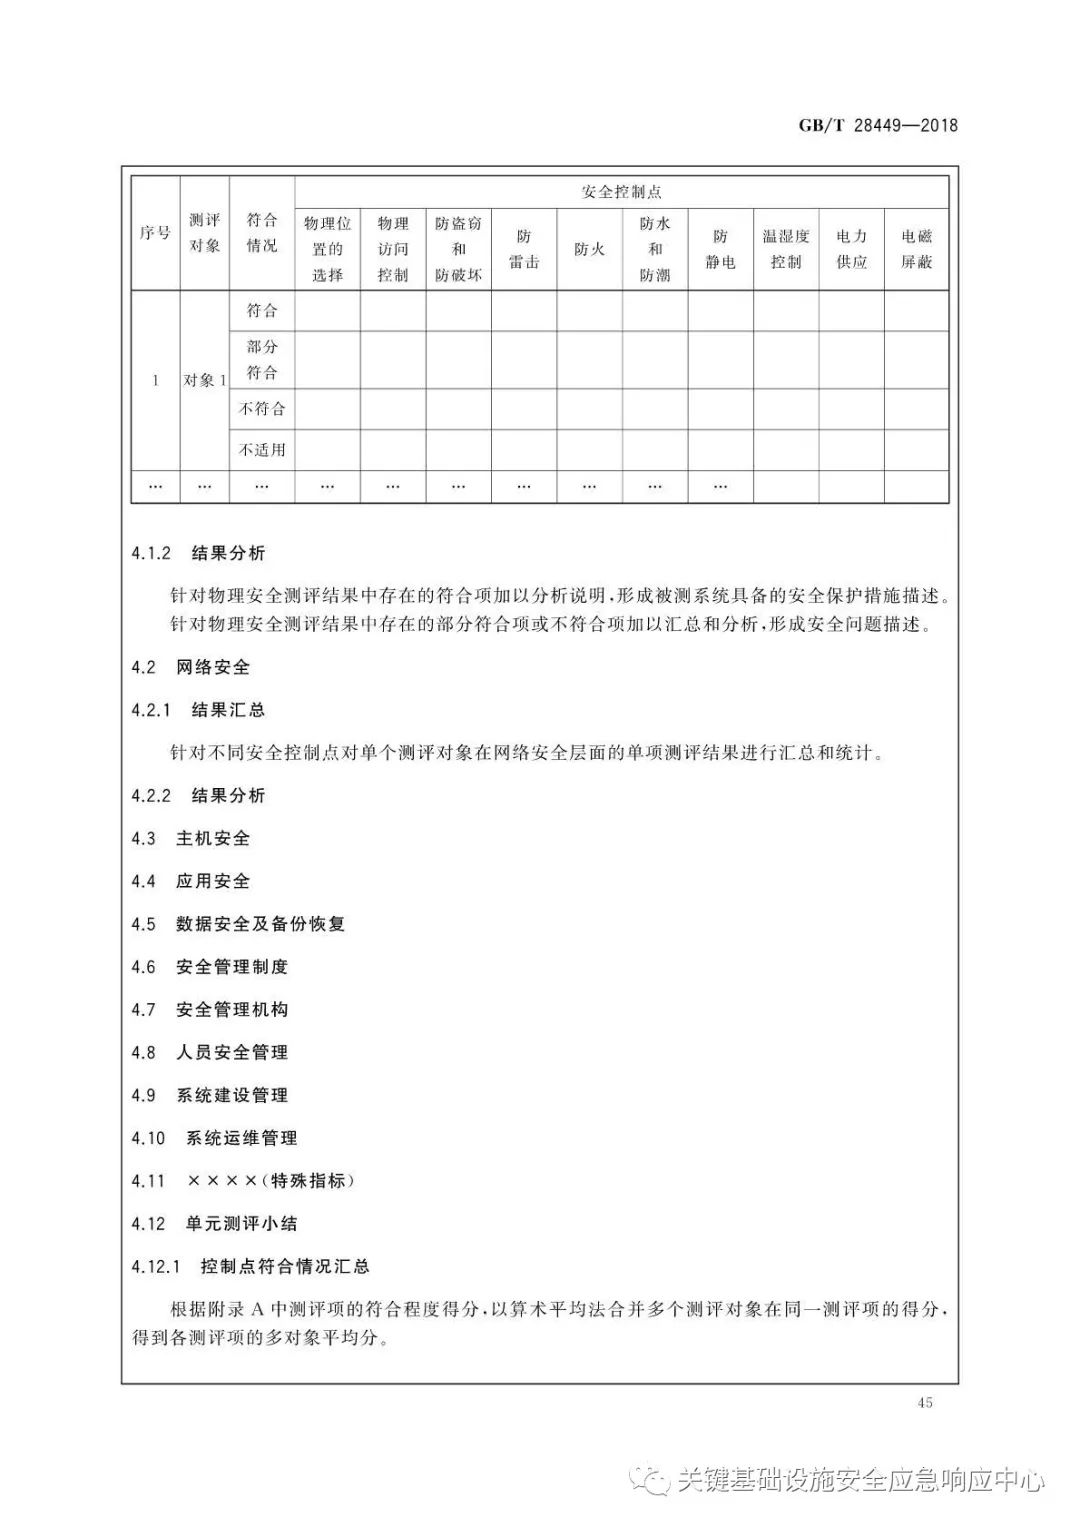 GB/T 28449—2018
安全控制点
序号 测评对象 符合情况 物理位置的选择 物理访问控制 防盗窃和防破坏 防雷击 防火 防水和防潮 防静电 温湿度控制 电力供应 电磁屏蔽
1 对象1 符合
部分符合
不符合
不适用
… … … … … … … … … …
4.1.2 结果分析
针对物理安全测评结果中存在的符合项加以分析说明,形成被测系统具备的安全保护措施描述。
针对物理安全测评结果中存在的部分符合项或不符合项加以汇总和分析,形成安全问题描述。
4.2 网络安全
4.2.1 结果汇总
针对不同安全控制点对单个测评对象在网络安全层面的单项测评结果进行汇总和统计。
4.2.2 结果分析
4.3 主机安全
4.4 应用安全
4.5 数据安全及备份恢复
4.6 安全管理制度
4.7 安全管理机构
4.8 人员安全管理
4.9 系统建设管理
4.10 系统运维管理
4.11 ××××(特殊指标)
4.12 单元测评小结
4.12.1 控制点符合情况汇总
根据附录 A 中测评项的符合程度得分,以算术平均法合并多个测评对象在同一测评项的得分,
得到各测评项的多对象平均分。
45
关键基础设施安全应急响应中心